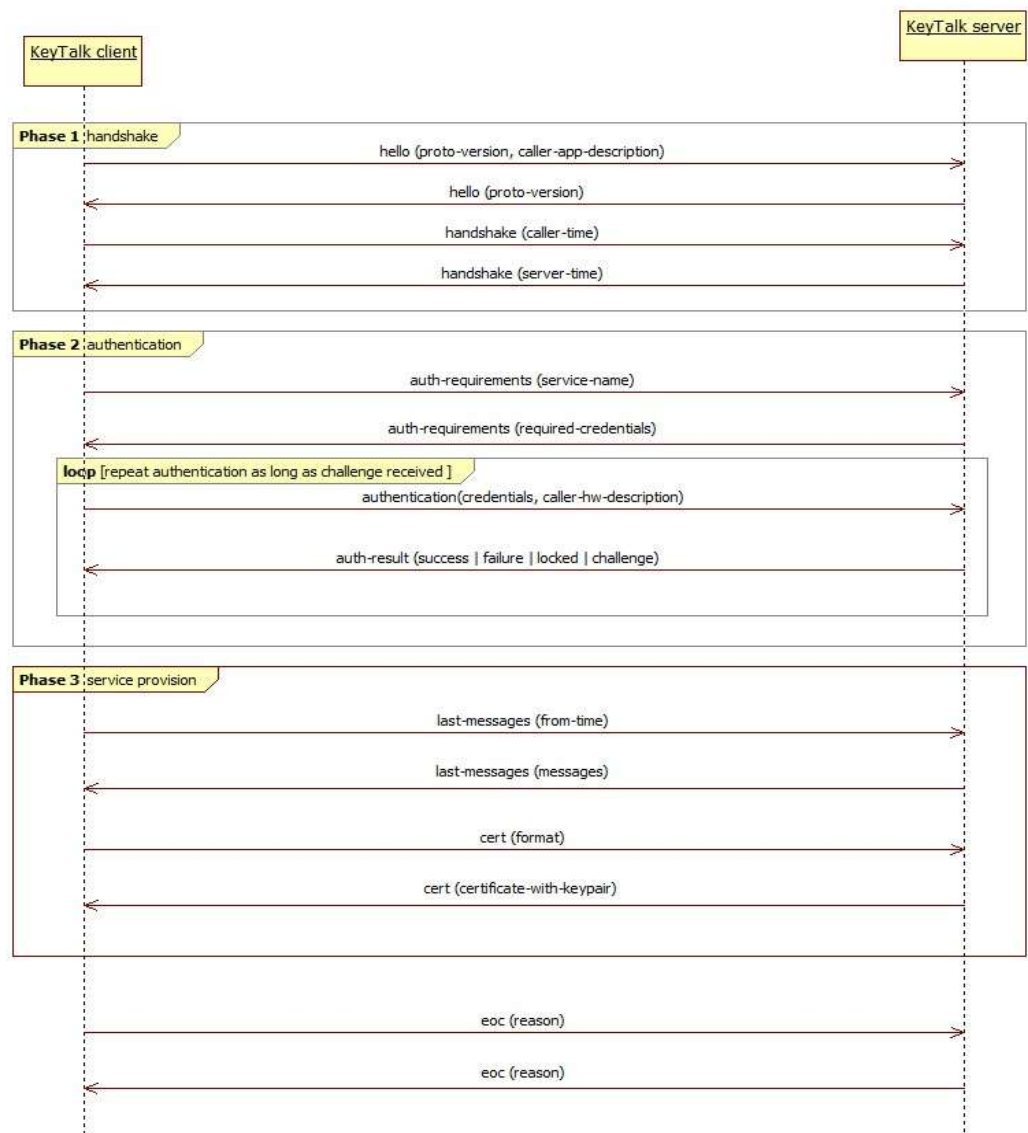 KeyTalk client
KeyTalk server
Phase 1 handshake
hello (proto-version, caller-app-description)
hello (proto-version)
handshake (caller-time)
handshake (server-time)
Phase 2 authentication
auth-requirements (service-name)
auth-requirements (required-credentials)
loop [repeat authentication as long as challenge received ]
authentication(credentials, caller-hw-description)
auth-result (success | failure | locked | challenge)
Phase 3 service provision
last-messages (from-time)
last-messages (messages)
cert (format)
cert (certificate-with-keypair)
eoc (reason)
eoc (reason)